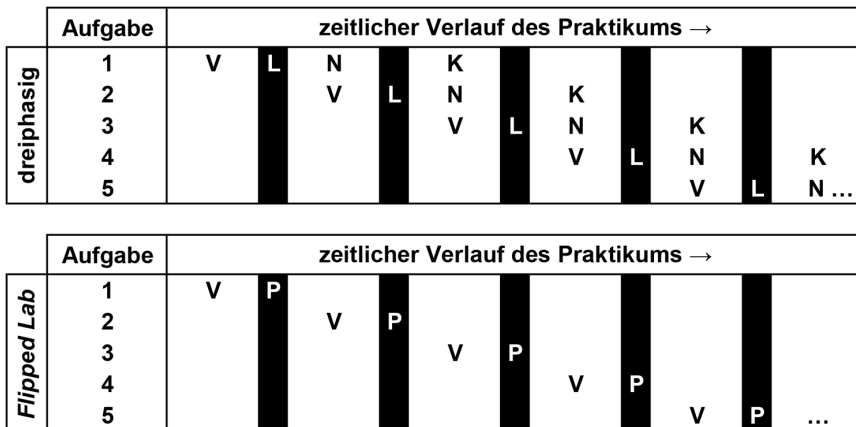 Aufgabe zeitlicher Verlauf des Praktikums →
dreiphasig
1 V L N K
2 V L N K
3 V L N K
4 V L N K
5 V L N ...
Aufgabe zeitlicher Verlauf des Praktikums →
Flipped Lab
1 V P
2 V P
3 V P
4 V P
5 V P ...